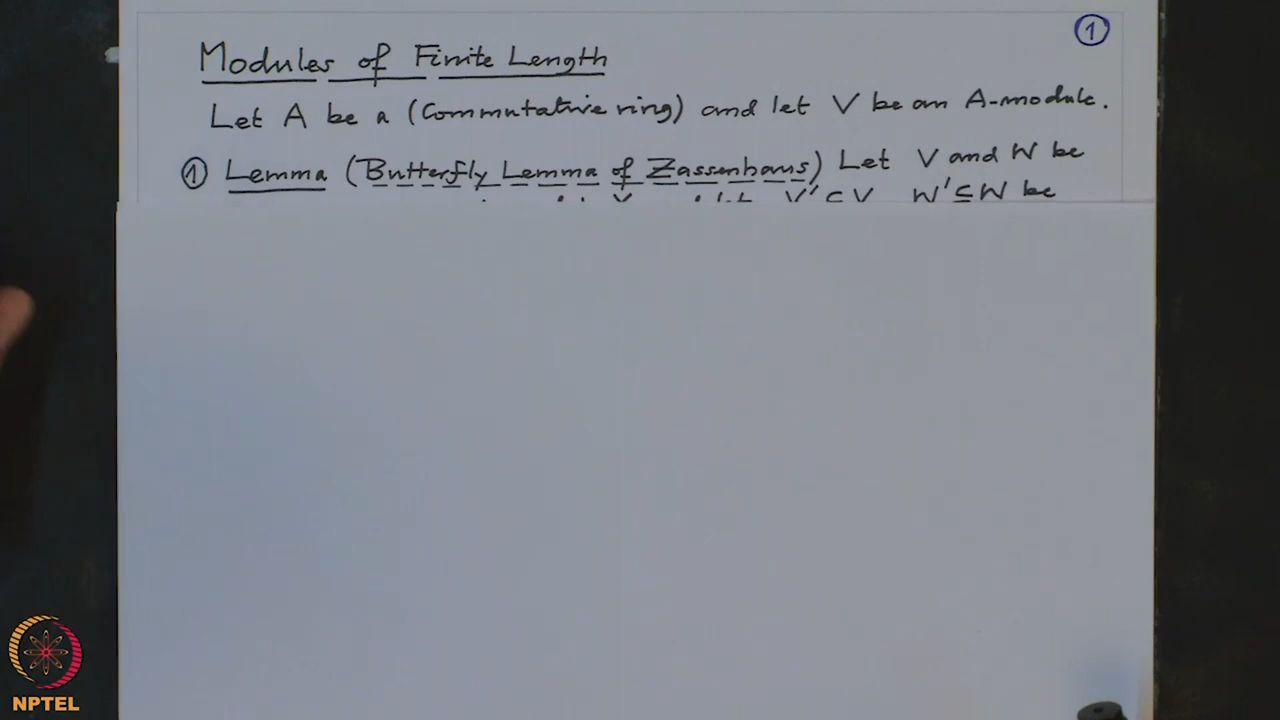 ①
Modules of Finite Length
Let A be a (Commutative ring) and let V be an A-module.
① Lemma (Butterfly Lemma of Zassenhaus) Let V and W be
V' ⊆ V, W' ⊆ W be
NPTEL